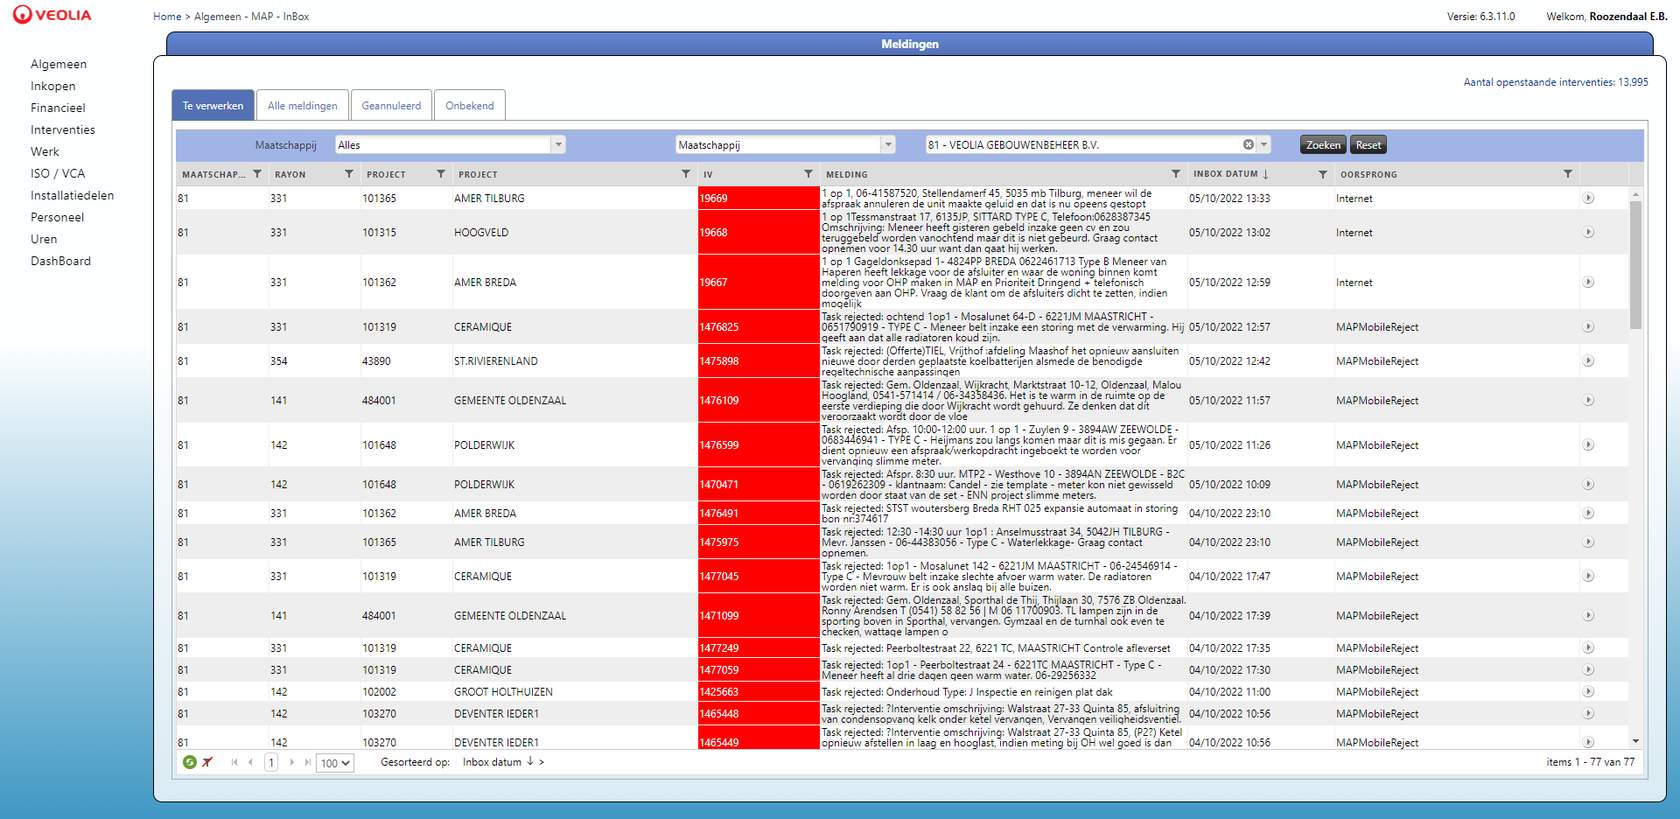 VEOLIA
Home > Algemeen - MAP - InBox
Versie: 6.3.11.0 Welkom, Roozendaal E.B.
Meldingen
Algemeen
Inkopen
Financieel
Interventies
Werk
ISO / VCA
Installatiedelen
Personeel
Uren
DashBoard
Aantal openstaande interventies: 13.995
Te verwerken Alle meldingen Geannuleerd Onbekend
Maatschappij Alles Maatschappij 81 - VEOLIA GEBOUWENBEHEER B.V. Zoeken Reset
MAATSCHAP... RAYON PROJECT PROJECT IV MELDING INBOX DATUM ↓ OORSPRONG
81 331 101365 AMER TILBURG 19669 1 op 1, 06-41587520, Stellendamerf 45, 5035 mb Tilburg, meneer wil de
afspraak annuleren de unit maakte geluid en dat is nu opeens gestopt 05/10/2022 13:33 Internet
81 331 101315 HOOGVELD 19668 1 op 1Tessmanstraat 17, 6135JP, SITTARD TYPE C, Telefoon:0628387345
Omschrijving: Meneer heeft gisteren gebeld inzake geen cv en zou
teruggebeld worden vanochtend maar dit is niet gebeurd. Graag contact
opnemen voor 14.30 uur want dan gaat hij werken. 05/10/2022 13:02 Internet
81 331 101362 AMER BREDA 19667 1 op 1 Gageldonksepad 1- 4824PP BREDA 0622461713 Type B Meneer van
Haperen heeft lekkage voor de afsluiter en waar de woning binnen komt
melding voor OHP maken in MAP en Prioriteit Dringend + telefonisch
doorgeven aan OHP. Vraag de klant om de afsluiters dicht te zetten, indien
mogelijk 05/10/2022 12:59 Internet
81 331 101319 CERAMIQUE 1476825 Task rejected: ochtend 1op1 - Mosalunet 64-D - 6221JM MAASTRICHT -
0651790919 - TYPE C - Meneer belt inzake een storing met de verwarming. Hij
geeft aan dat alle radiatoren koud zijn. 05/10/2022 12:57 MAPMobileReject
81 354 43890 ST.RIVIERENLAND 1475898 Task rejected: (Offerte)TIEL, Vrijthof :afdeling Maashof het opnieuw aansluiten
nieuwe door derden geplaatste koelbatterijen alsmede de benodigde
regeltechnische aanpassingen 05/10/2022 12:42 MAPMobileReject
81 141 484001 GEMEENTE OLDENZAAL 1476109 Task rejected: Gem. Oldenzaal, Wijkracht, Marktstraat 10-12, Oldenzaal, Malou
Hoogland, 0541-571414 / 06-34358436. Het is te warm in de ruimte op de
eerste verdieping die door Wijkracht wordt gehuurd. Ze denken dat dit
veroorzaakt wordt door de vloe 05/10/2022 11:57 MAPMobileReject
81 142 101648 POLDERWIJK 1476599 Task rejected: Afsp. 10:00-12:00 uur. 1 op 1 - Zuylen 9 - 3894AW ZEEWOLDE -
0683446941 - TYPE C - Heijmans zou langs komen maar dit is mis gegaan. Er
dient opnieuw een afspraak/werkopdracht ingeboekt te worden voor
vervanging slimme meter. 05/10/2022 11:26 MAPMobileReject
81 142 101648 POLDERWIJK 1470471 Task rejected: Afspr. 8:30 uur. MTP2 - Westhove 10 - 3894AN ZEEWOLDE - B2C
- 0619262309 - klantnaam: Candel - zie template - meter kon niet gewisseld
worden door staat van de set - ENN project slimme meters. 05/10/2022 10:09 MAPMobileReject
81 331 101362 AMER BREDA 1476491 Task rejected: STST woutersberg Breda RHT 025 expansie automaat in storing
bon nr:374617 04/10/2022 23:10 MAPMobileReject
81 331 101365 AMER TILBURG 1475975 Task rejected: 12:30 -14:30 uur 1op1 : Anselmusstraat 34, 5042JH TILBURG -
Mevr. Janssen - 06-44383056 - Type C - Waterlekkage- Graag contact
opnemen. 04/10/2022 23:10 MAPMobileReject
81 331 101319 CERAMIQUE 1477045 Task rejected: 1op1 - Mosalunet 142 - 6221JM MAASTRICHT - 06-24546914 -
Type C - Mevrouw belt inzake slechte afvoer warm water. De radiatoren
worden niet warm. Er is ook aanslag bij alle buizen. 04/10/2022 17:47 MAPMobileReject
81 141 484001 GEMEENTE OLDENZAAL 1471099 Task rejected: Gem. Oldenzaal, Sporthal de Thij, Thijlaan 30, 7576 ZB Oldenzaal.
Ronny Arendsen T (0541) 58 82 56 | M 06 11700903. TL lampen zijn in de
sporting boven in Sporthal, vervangen. Gymzaal en de turnhal ook even te
checken, wattage lampen o 04/10/2022 17:39 MAPMobileReject
81 331 101319 CERAMIQUE 1477249 Task rejected: Peerboltestraat 22, 6221 TC, MAASTRICHT Controle afleverset 04/10/2022 17:35 MAPMobileReject
81 331 101319 CERAMIQUE 1477059 Task rejected: 1op1 - Peerboltestraat 24 - 6221TC MAASTRICHT - Type C -
Meneer heeft al drie dagen geen warm water. 06-29256332 04/10/2022 17:30 MAPMobileReject
81 142 102002 GROOT HOLTHUIZEN 1425663 Task rejected: Onderhoud Type: J Inspectie en reinigen plat dak 04/10/2022 11:00 MAPMobileReject
81 142 103270 DEVENTER IEDER1 1465448 Task rejected: ?Interventie omschrijving: Walstraat 27-33 Quinta 85, afsluitring
van condensopvang kelk onder ketel vervangen, Vervangen veiligheidsventiel. 04/10/2022 10:56 MAPMobileReject
81 142 103270 DEVENTER IEDER1 1465449 Task rejected: ?Interventie omschrijving: Walstraat 27-33 Quinta 85, (P2?) Ketel
opnieuw afstellen in laag en hooglast, indien meting bij OH wel goed is dan 04/10/2022 10:56 MAPMobileReject
1 100 Gesorteerd op: Inbox datum ↓ > items 1 - 77 van 77